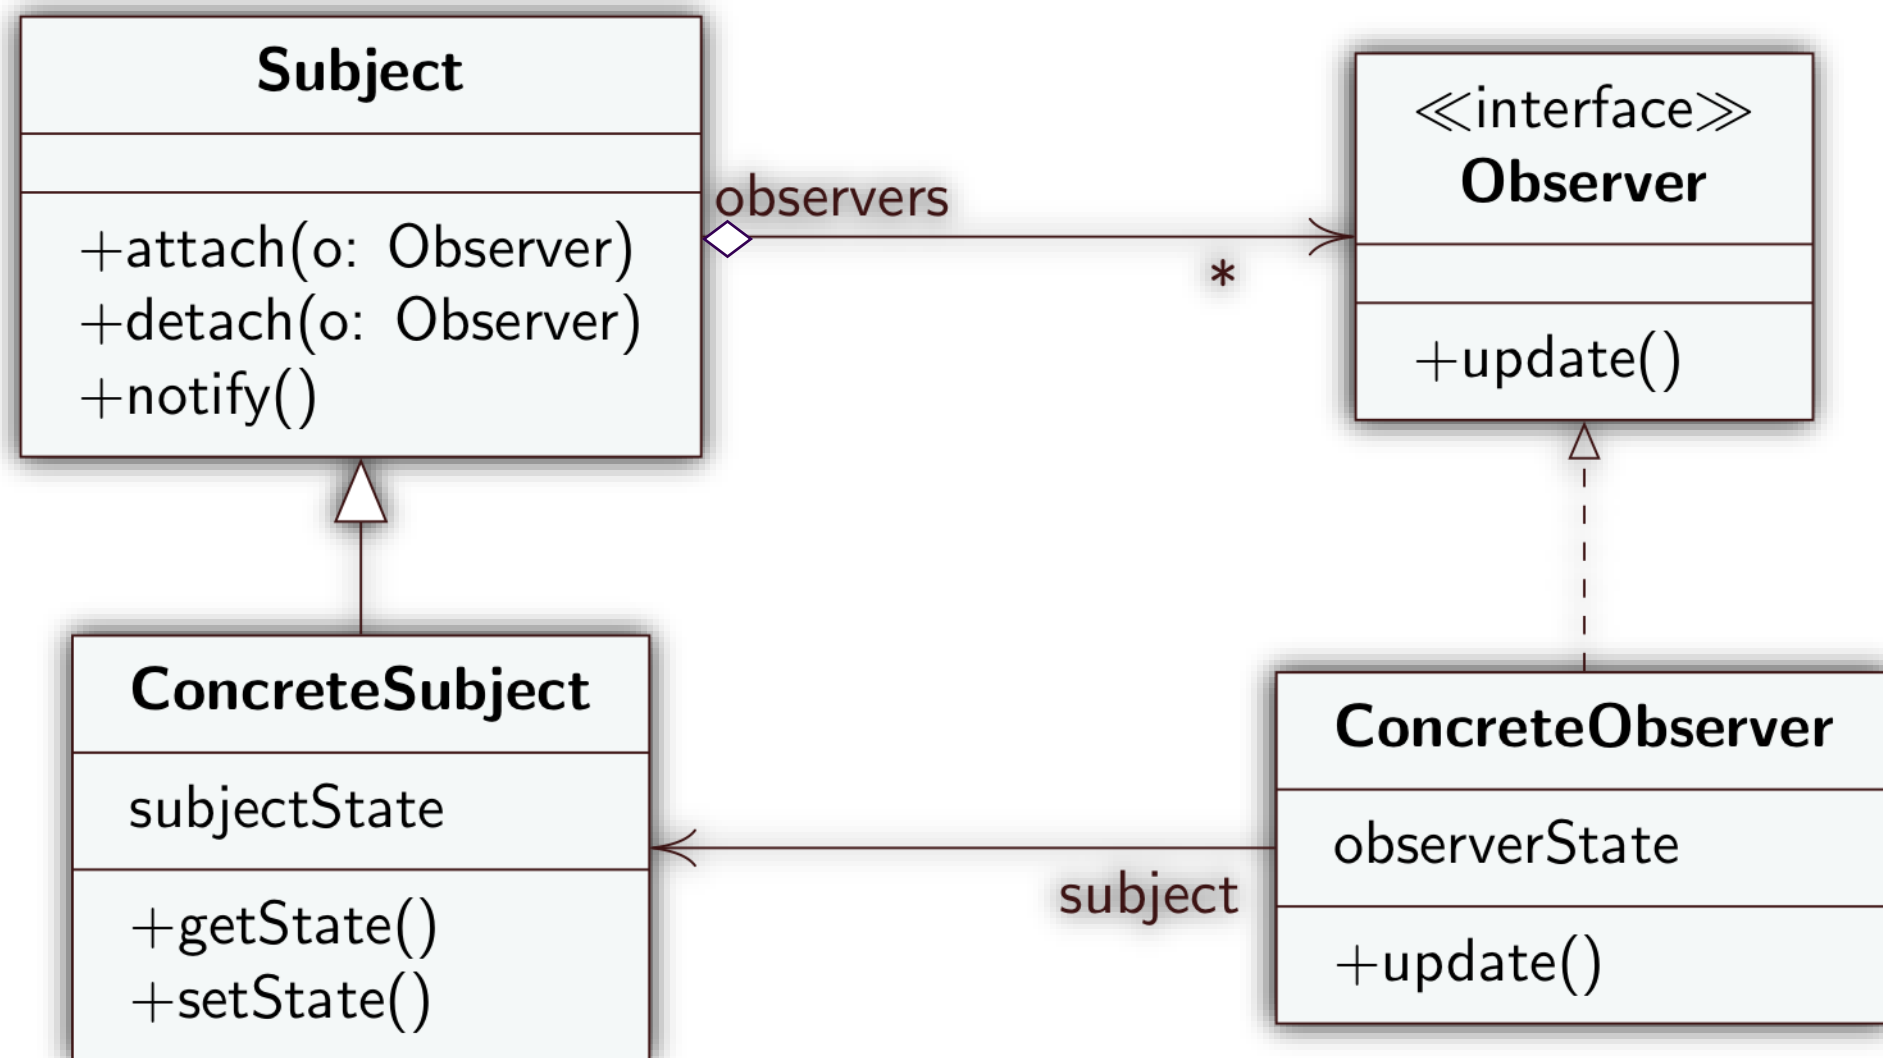 Subject
+attach(o: Observer)
+detach(o: Observer)
+notify()
observers
*
≪interface≫
Observer
+update()
ConcreteSubject
subjectState
+getState()
+setState()
subject
ConcreteObserver
observerState
+update()